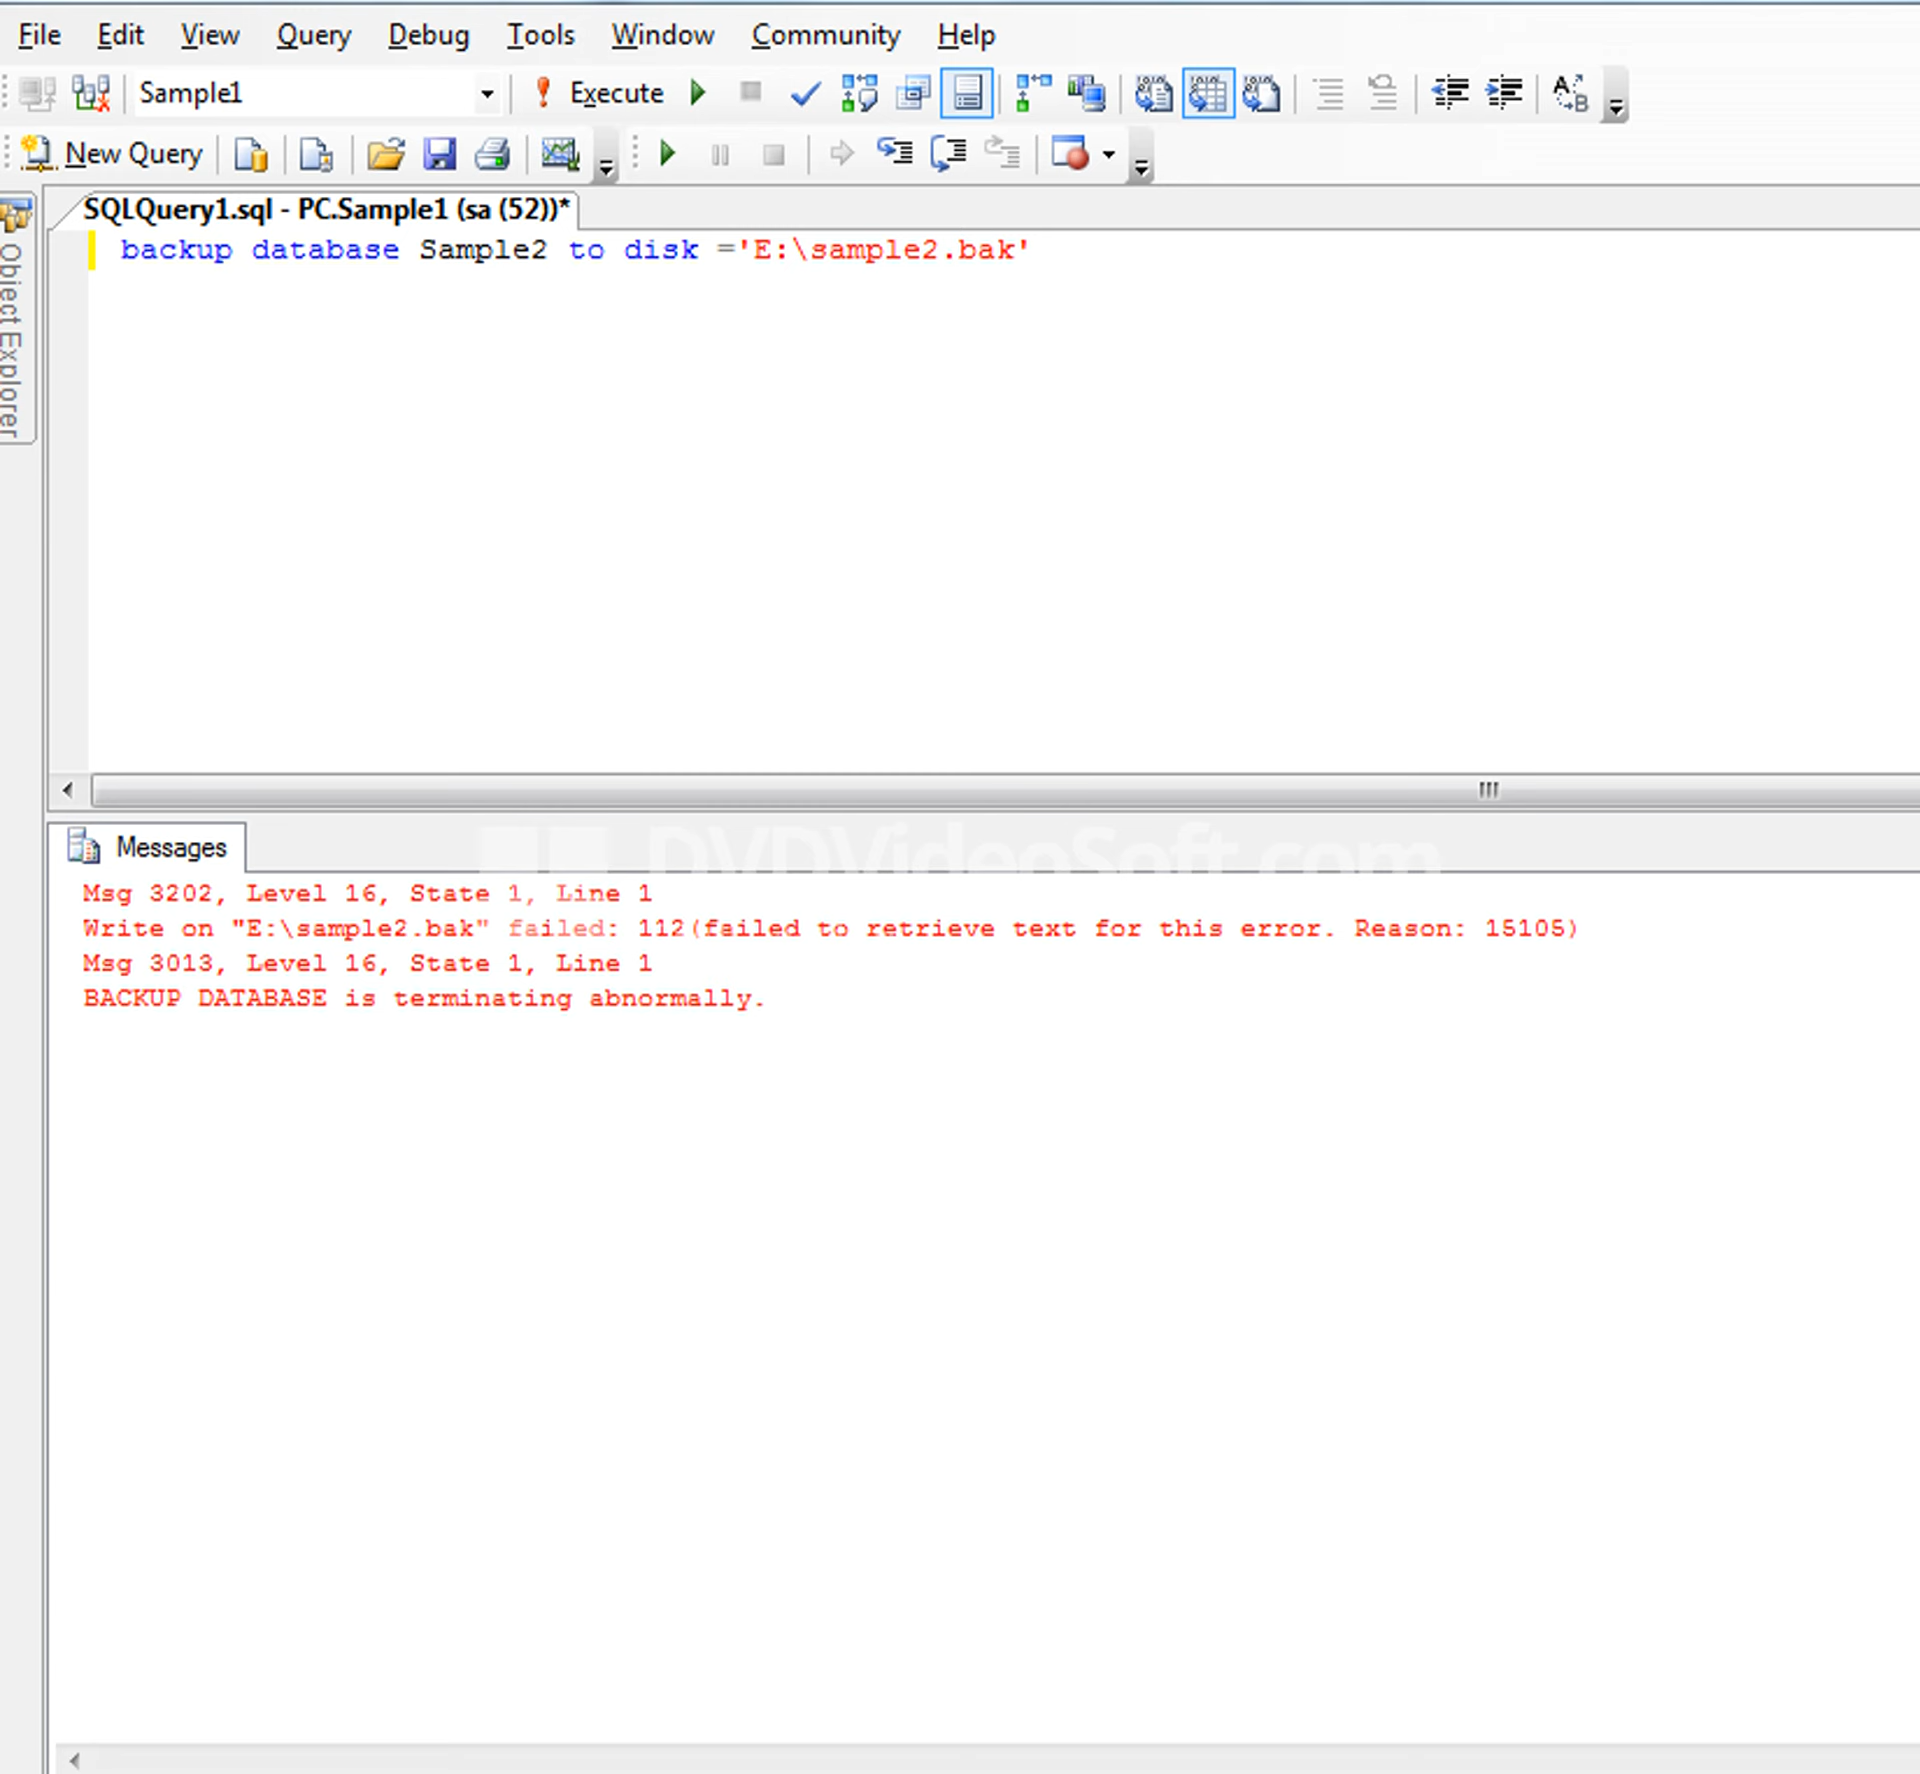 File Edit View Query Debug Tools Window Community Help
Sample1 Execute
New Query
Object Explorer
SQLQuery1.sql - PC.Sample1 (sa (52))*
backup database Sample2 to disk ='E:\sample2.bak'
DVDVideoSoft.com
Messages
Msg 3202, Level 16, State 1, Line 1
Write on "E:\sample2.bak" failed: 112(failed to retrieve text for this error. Reason: 15105)
Msg 3013, Level 16, State 1, Line 1
BACKUP DATABASE is terminating abnormally.